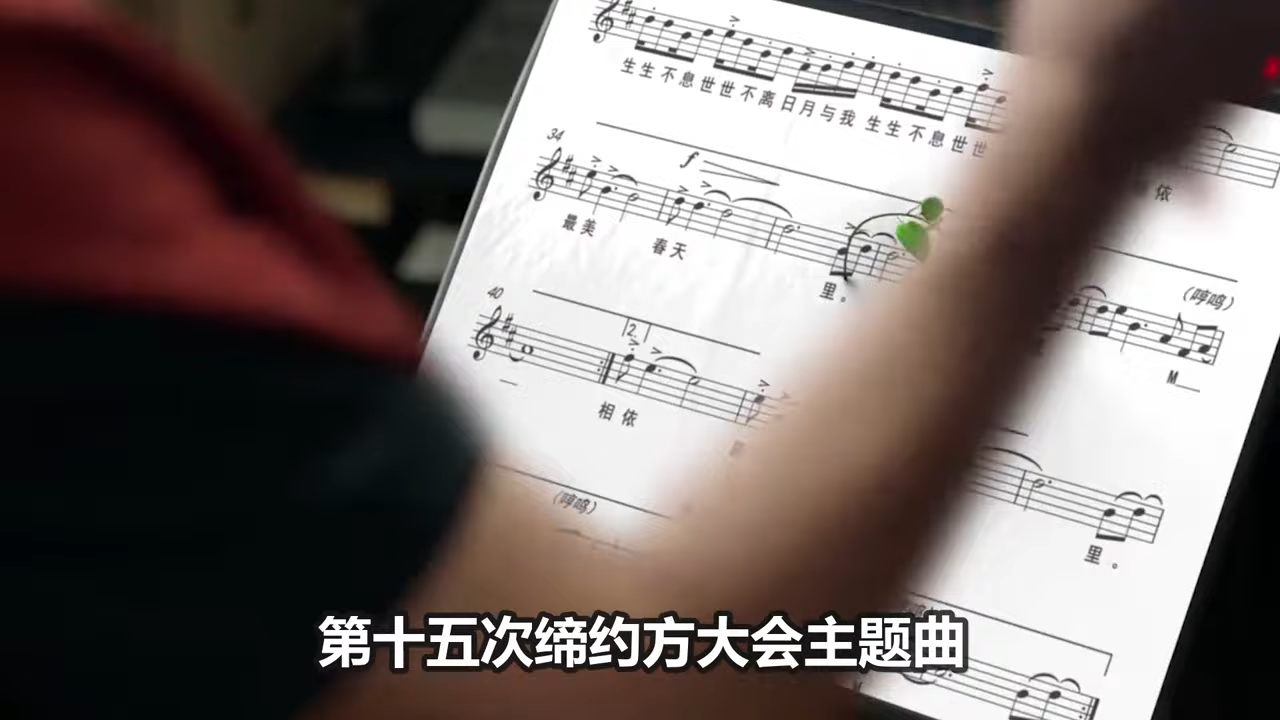 生生不息世世不离日月与我 生生不息世世
34
f
依
最美 春天 里。
(哼鸣)
40
2.
M
— 相依
(哼鸣)
里。
第十五次缔约方大会主题曲